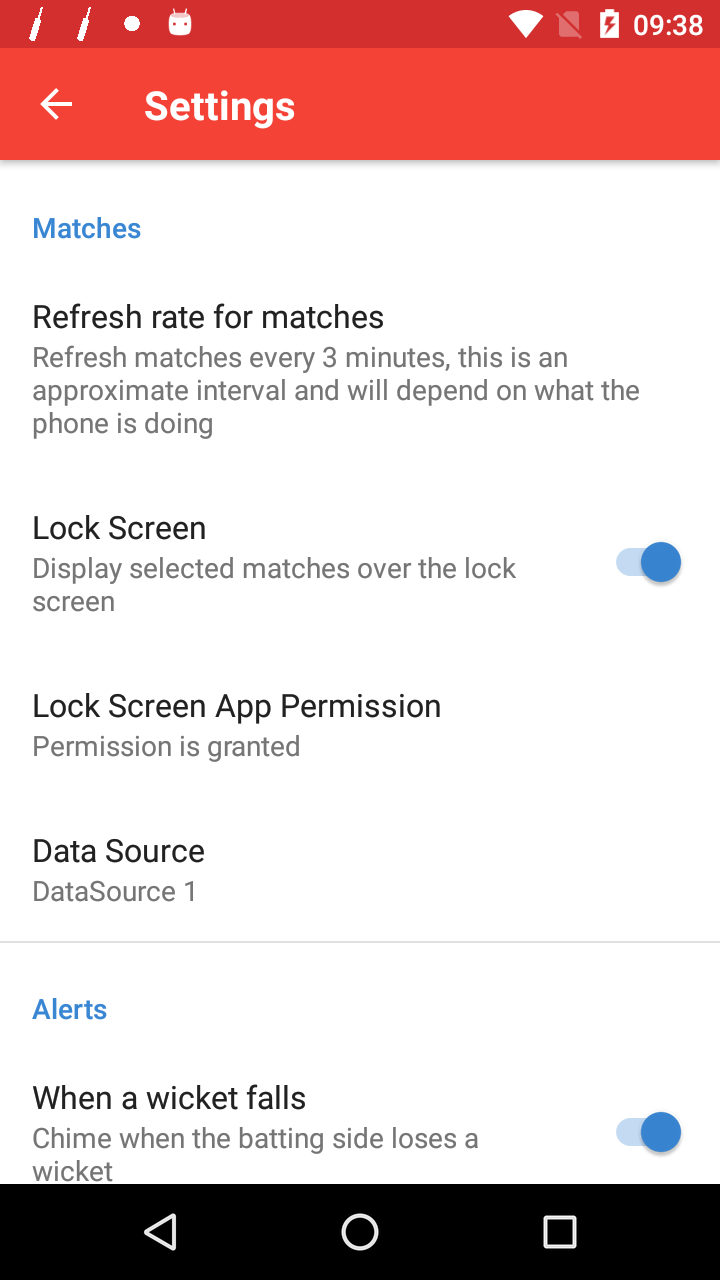 09:38
Settings
Matches
Refresh rate for matches
Refresh matches every 3 minutes, this is an
approximate interval and will depend on what the
phone is doing
Lock Screen
Display selected matches over the lock
screen
Lock Screen App Permission
Permission is granted
Data Source
DataSource 1
Alerts
When a wicket falls
Chime when the batting side loses a
wicket